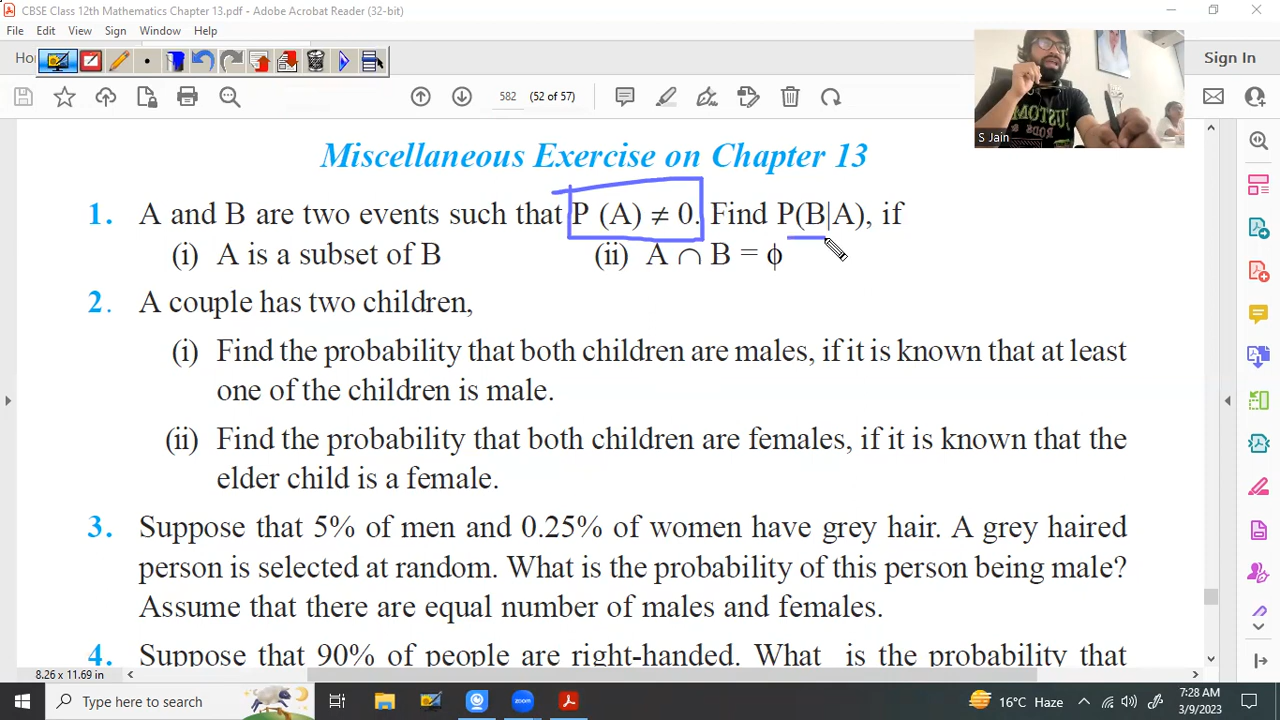 CBSE Class 12th Mathematics Chapter 13.pdf - Adobe Acrobat Reader (32-bit)
File Edit View Sign Window Help
Sign In
582 (52 of 57)
S Jain
Miscellaneous Exercise on Chapter 13
1. A and B are two events such that P (A) ≠ 0. Find P(B|A), if
(i) A is a subset of B (ii) A ∩ B = ϕ
2. A couple has two children,
(i) Find the probability that both children are males, if it is known that at least
one of the children is male.
(ii) Find the probability that both children are females, if it is known that the
elder child is a female.
3. Suppose that 5% of men and 0.25% of women have grey hair. A grey haired
person is selected at random. What is the probability of this person being male?
Assume that there are equal number of males and females.
4. Suppose that 90% of people are right-handed. What is the probability that
8.26 x 11.69 in
Type here to search
zoom
16°C Haze
7:28 AM
3/9/2023